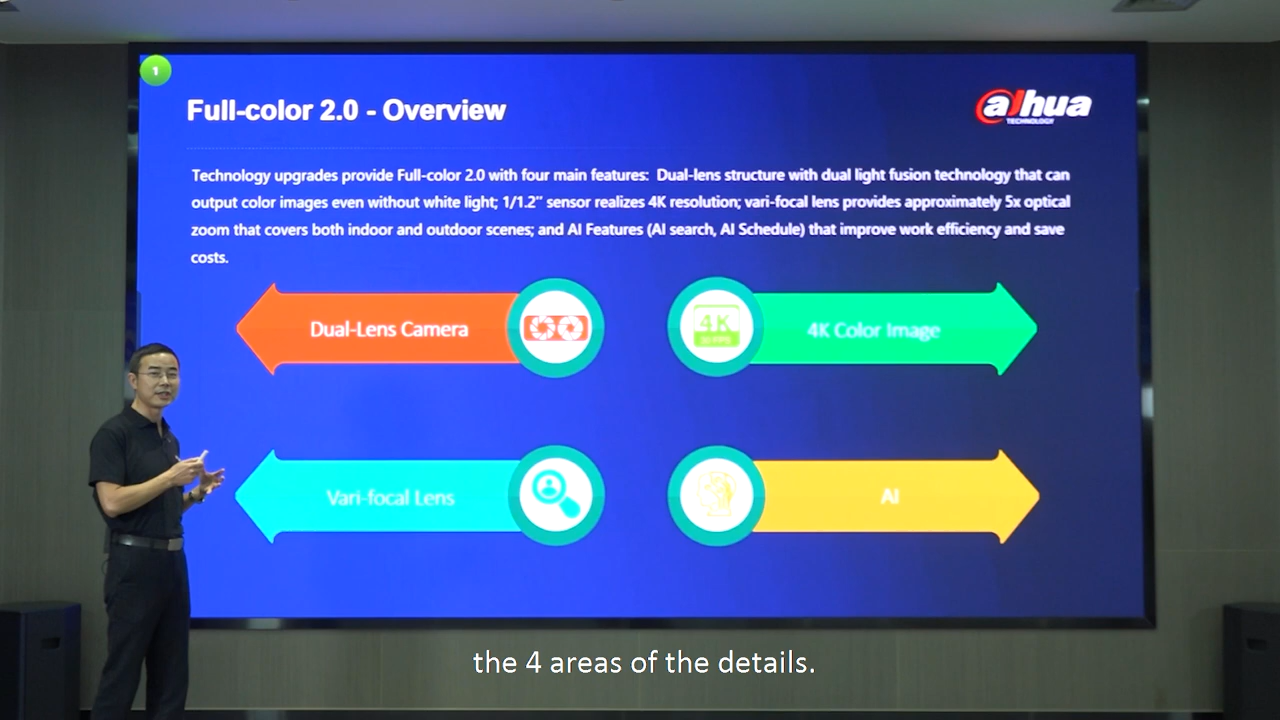 1
Full-color 2.0 - Overview
alhua
TECHNOLOGY
Technology upgrades provide Full-color 2.0 with four main features: Dual-lens structure with dual light fusion technology that can
output color images even without white light; 1/1.2″ sensor realizes 4K resolution; vari-focal lens provides approximately 5x optical
zoom that covers both indoor and outdoor scenes; and AI Features (AI search, AI Schedule) that improve work efficiency and save
costs.
Dual-Lens Camera
4K
4K Color Image
Vari-focal Lens
AI
the 4 areas of the details.